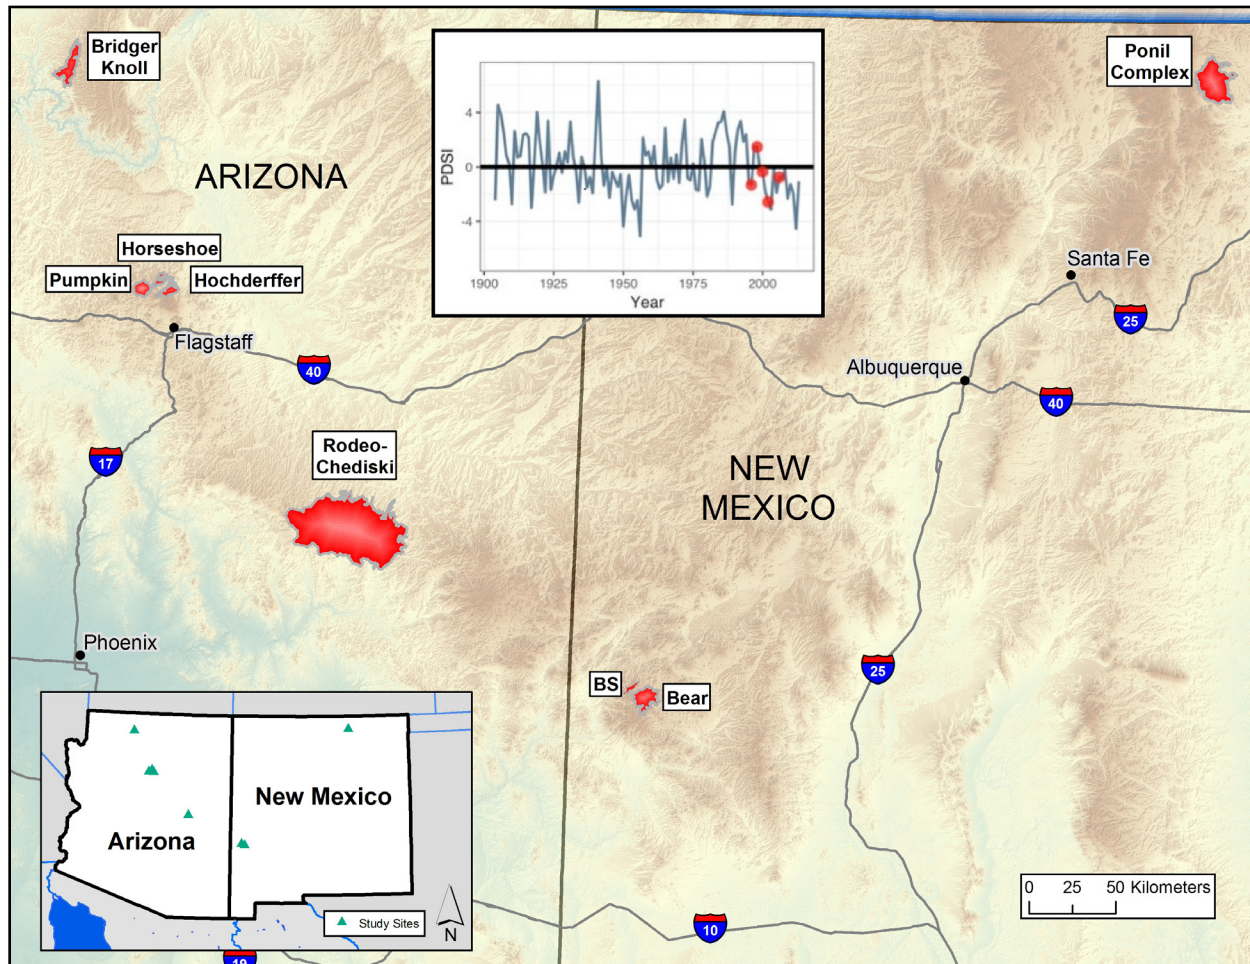 Bridger
Knoll
Ponil
Complex
ARIZONA
4
0
-4
PDSI
1900
1925
1950
1975
2000
Year
Horseshoe
Pumpkin
Hochderffer
Flagstaff
40
Santa Fe
25
Albuquerque
40
17
Rodeo-
Chediski
NEW
MEXICO
Phoenix
BS
Bear
25
New Mexico
Arizona
Study Sites
N
0 25 50 Kilometers
10
19